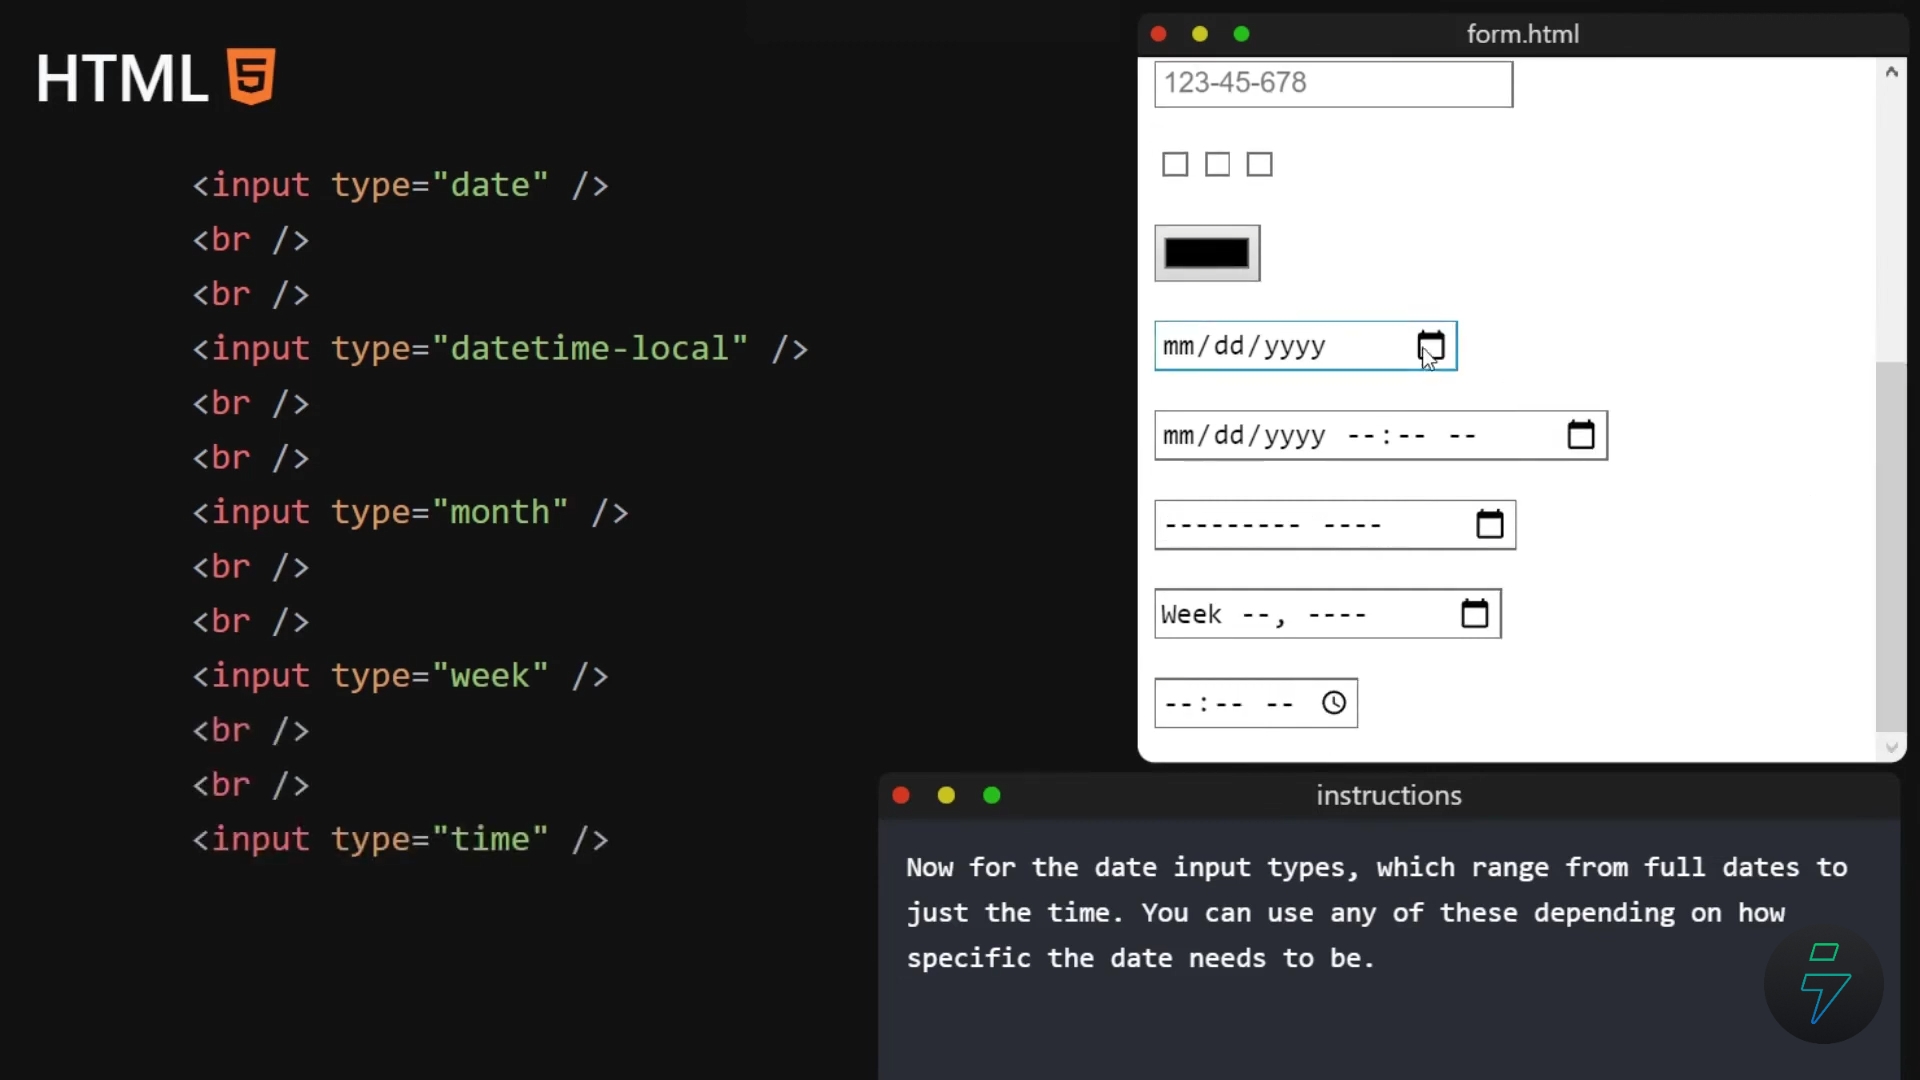 HTML 5
<input type="date" />
<br />
<br />
<input type="datetime-local" />
<br />
<br />
<input type="month" />
<br />
<br />
<input type="week" />
<br />
<br />
<input type="time" />
form.html
123-45-678
mm/dd/yyyy
mm/dd/yyyy --:-- --
--------- ----
Week --, ----
--:-- --
instructions
Now for the date input types, which range from full dates to
just the time. You can use any of these depending on how
specific the date needs to be.